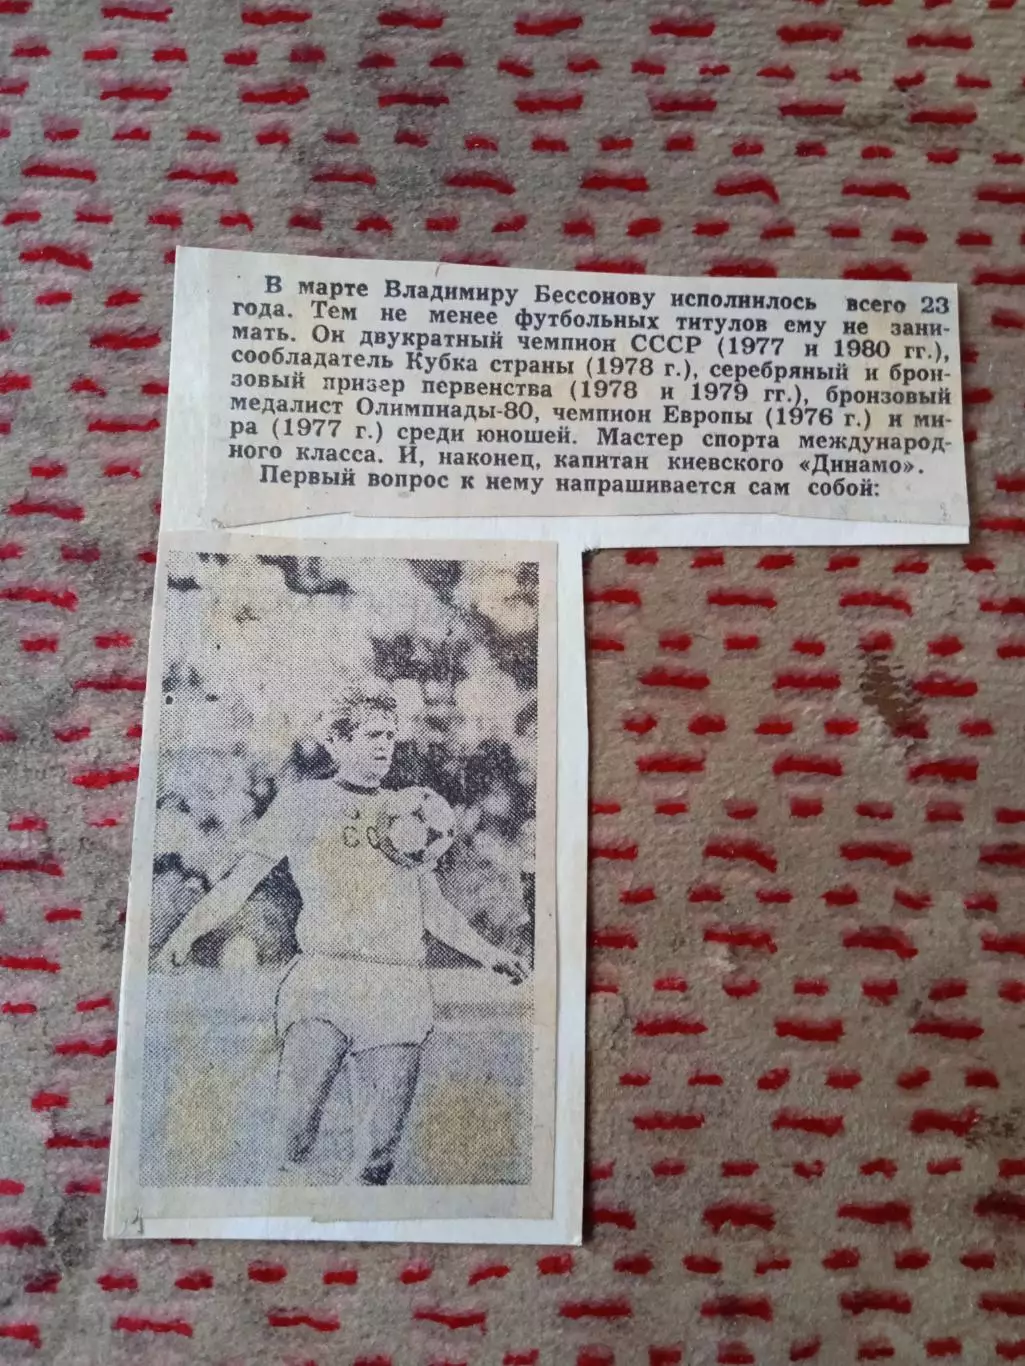 В марте Владимиру Бессонову исполнилось всего 23
года. Тем не менее футбольных титулов ему не зани-
мать. Он двукратный чемпион СССР (1977 и 1980 гг.),
сообладатель Кубка страны (1978 г.), серебряный и брон-
зовый призер первенства (1978 и 1979 гг.), бронзовый
медалист Олимпиады-80, чемпион Европы (1976 г.) и ми-
ра (1977 г.) среди юношей. Мастер спорта международ-
ного класса. И, наконец, капитан киевского «Динамо».
Первый вопрос к нему напрашивается сам собой:
СС